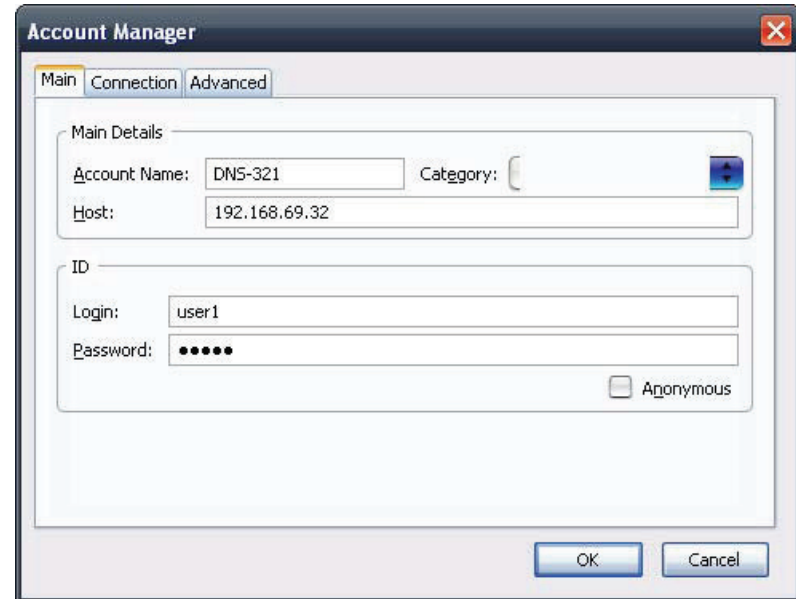 Account Manager
Main Connection Advanced
Main Details
Account Name: DNS-321 Category:
Host: 192.168.69.32
ID
Login: user1
Password: •••••
Anonymous
OK Cancel